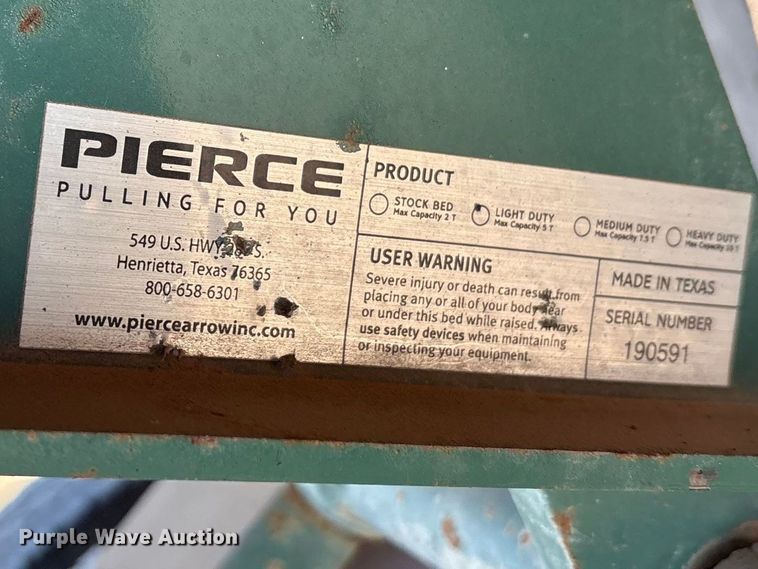 PIERCE
PULLING FOR YOU
549 U.S. HWY S.
Henrietta, Texas 76365
800-658-6301
www.piercearrowinc.com
PRODUCT
STOCK BED
Max Capacity 2 T
LIGHT DUTY
Max Capacity 5 T
MEDIUM DUTY
Max Capacity 7.5 T
HEAVY DUTY
Max Capacity 10 T
USER WARNING
Severe injury or death can result from
placing any or all of your body near
or under this bed while raised. Always
use safety devices when maintaining
or inspecting your equipment.
MADE IN TEXAS
SERIAL NUMBER
190591
Purple Wave Auction